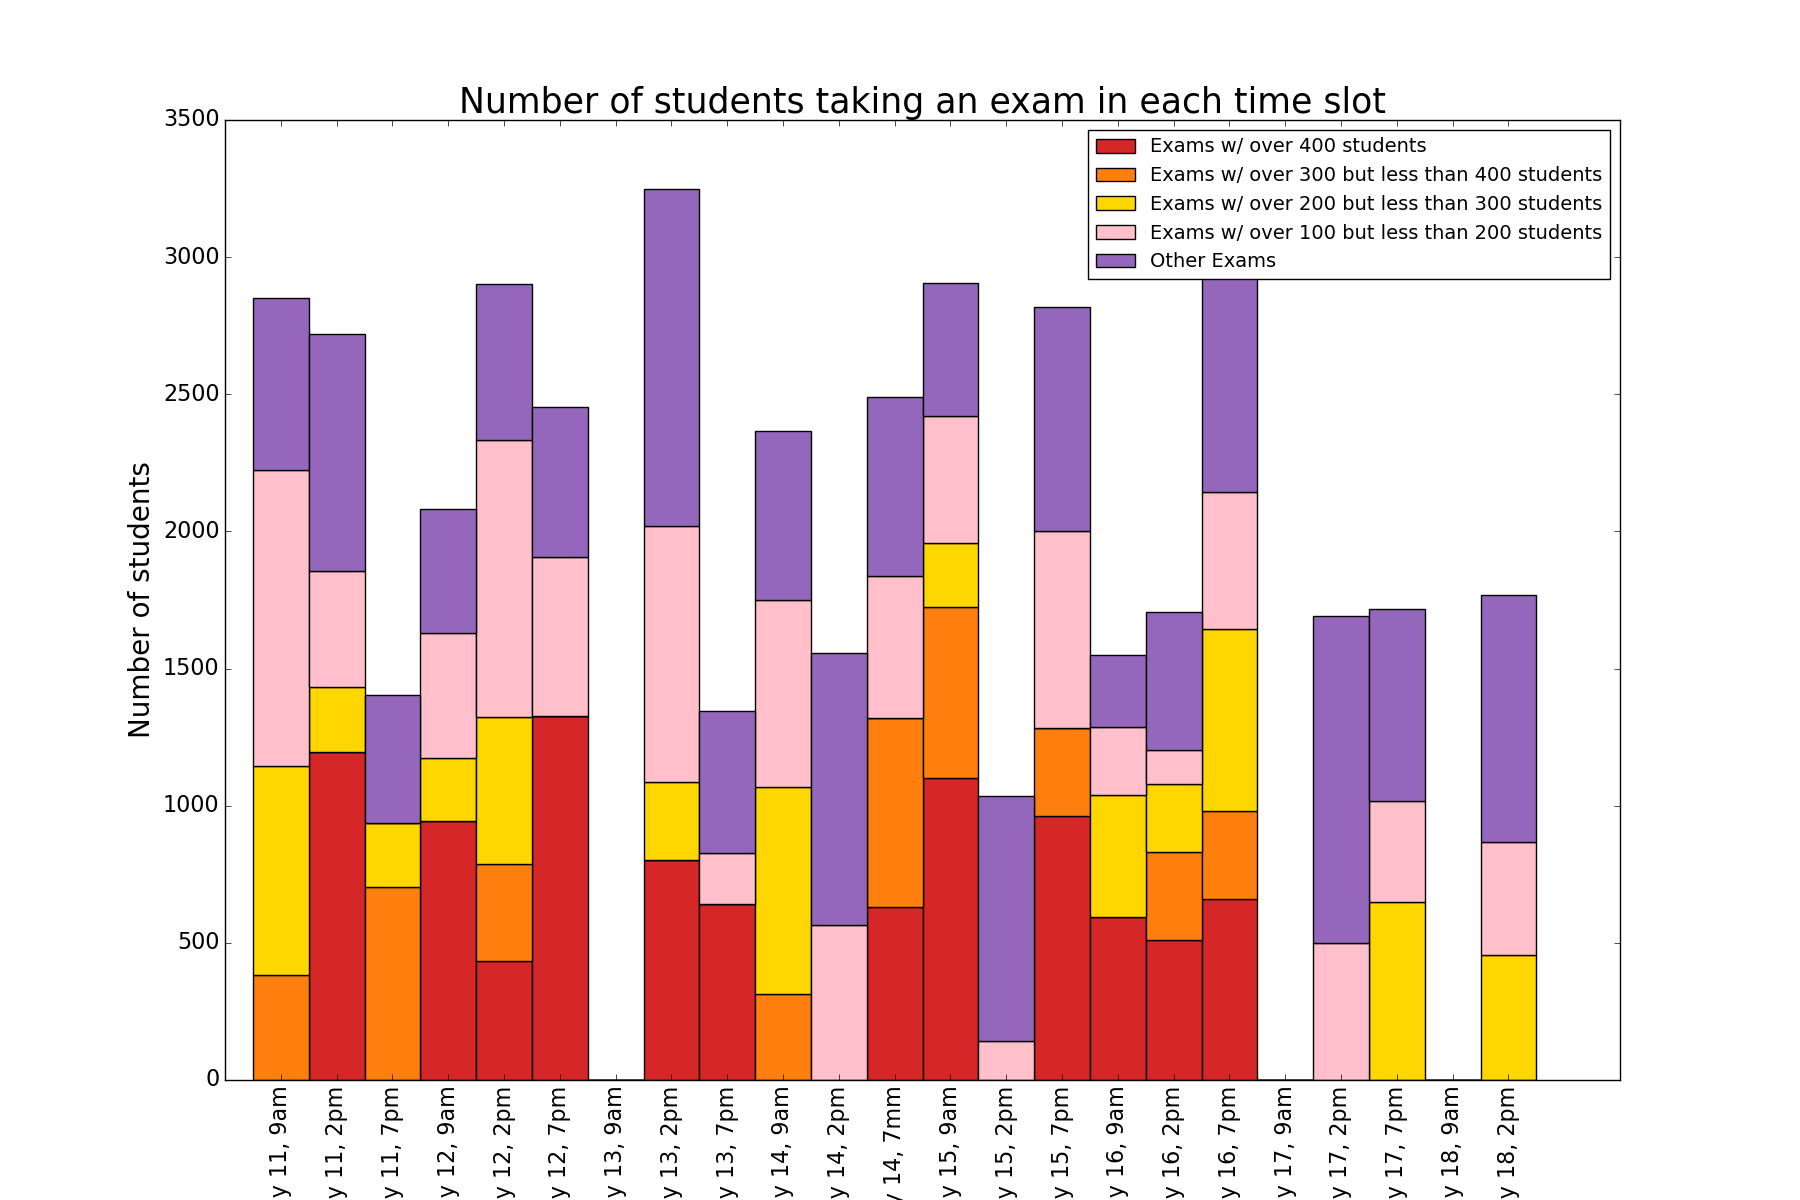 Number of students taking an exam in each time slot
Exams w/ over 400 students
Exams w/ over 300 but less than 400 students
Exams w/ over 200 but less than 300 students
Exams w/ over 100 but less than 200 students
Other Exams
Number of students
3500
3000
2500
2000
1500
1000
500
0
y 11, 9am
y 11, 2pm
y 11, 7pm
y 12, 9am
y 12, 2pm
y 12, 7pm
y 13, 9am
y 13, 2pm
y 13, 7pm
y 14, 9am
y 14, 2pm
y 14, 7mm
y 15, 9am
y 15, 2pm
y 15, 7pm
y 16, 9am
y 16, 2pm
y 16, 7pm
y 17, 9am
y 17, 2pm
y 17, 7pm
y 18, 9am
y 18, 2pm